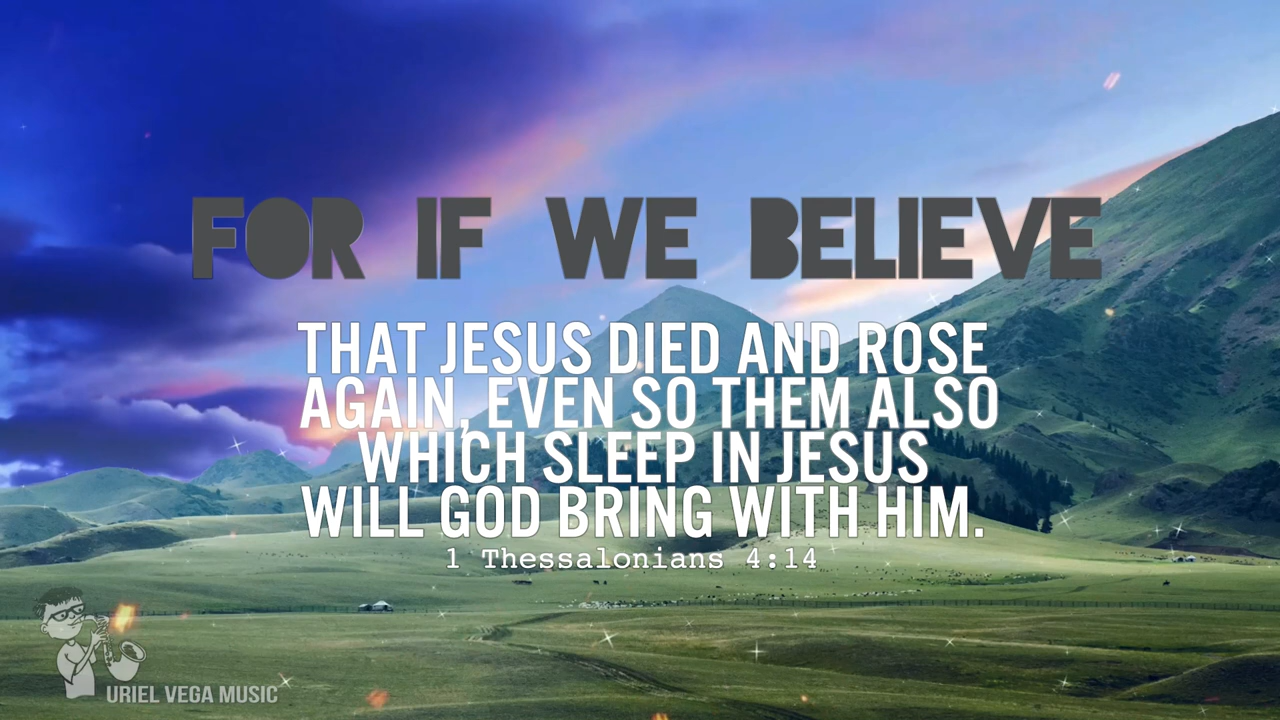 FOR IF WE BELIEVE
THAT JESUS DIED AND ROSE
AGAIN, EVEN SO THEM ALSO
WHICH SLEEP IN JESUS
WILL GOD BRING WITH HIM.
1 Thessalonians 4:14
URIEL VEGA MUSIC